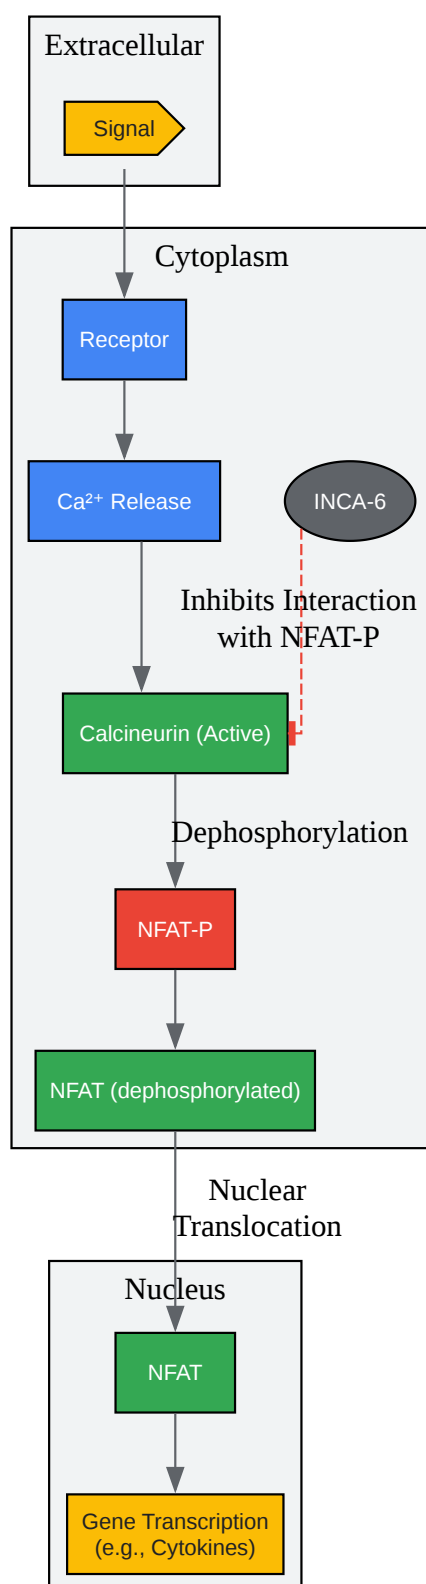 Extracellular
Signal
Cytoplasm
Receptor
Ca²⁺ Release
INCA-6
Inhibits Interaction
with NFAT-P
Calcineurin (Active)
Dephosphorylation
NFAT-P
NFAT (dephosphorylated)
Nuclear
Translocation
Nucleus
NFAT
Gene Transcription
(e.g., Cytokines)